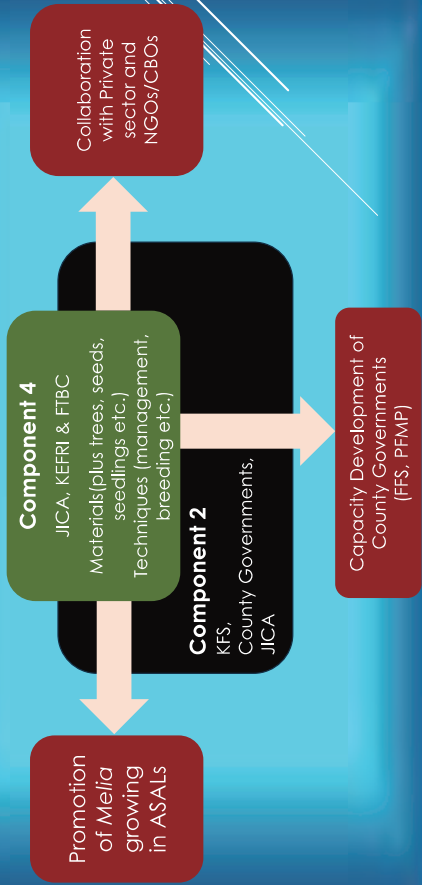 Component 4
JICA, KEFRI & FTBC
Materials(plus trees, seeds,
seedlings etc.)
Techniques (management,
breeding etc.)
Component 2
KFS,
County Governments,
JICA
Promotion
of Melia
growing
in ASALs
Collaboration
with Private
sector and
NGOs/CBOs
Capacity Development of
County Governments
(FFS, PFMP)